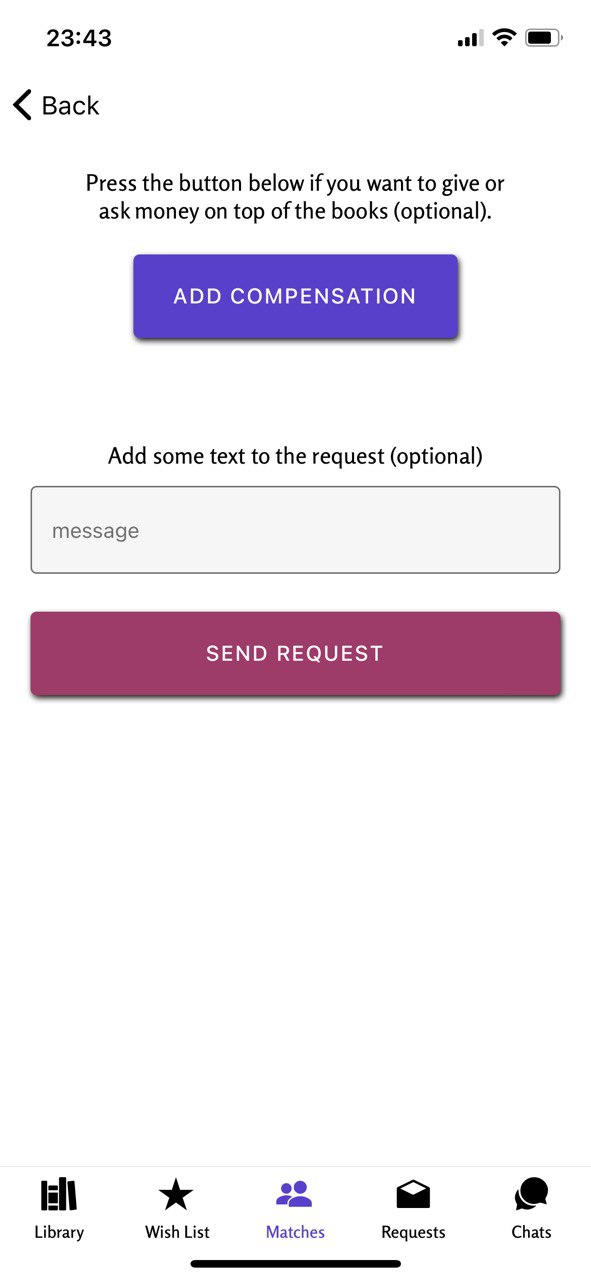 23:43
Back
Press the button below if you want to give or
ask money on top of the books (optional).
ADD COMPENSATION
Add some text to the request (optional)
message
SEND REQUEST
Library
Wish List
Matches
Requests
Chats